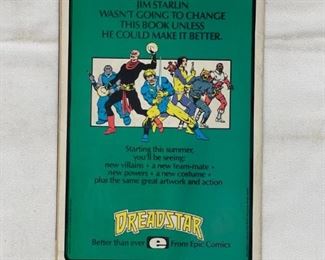 JIM STARLIN
WASN'T GOING TO CHANGE
THIS BOOK UNLESS
HE COULD MAKE IT BETTER.
Starting this summer,
you'll be seeing:
new villains • a new team-mate •
new powers • a new costume •
plus the same great artwork and action
DREADSTAR
Better than ever e From Epic Comics